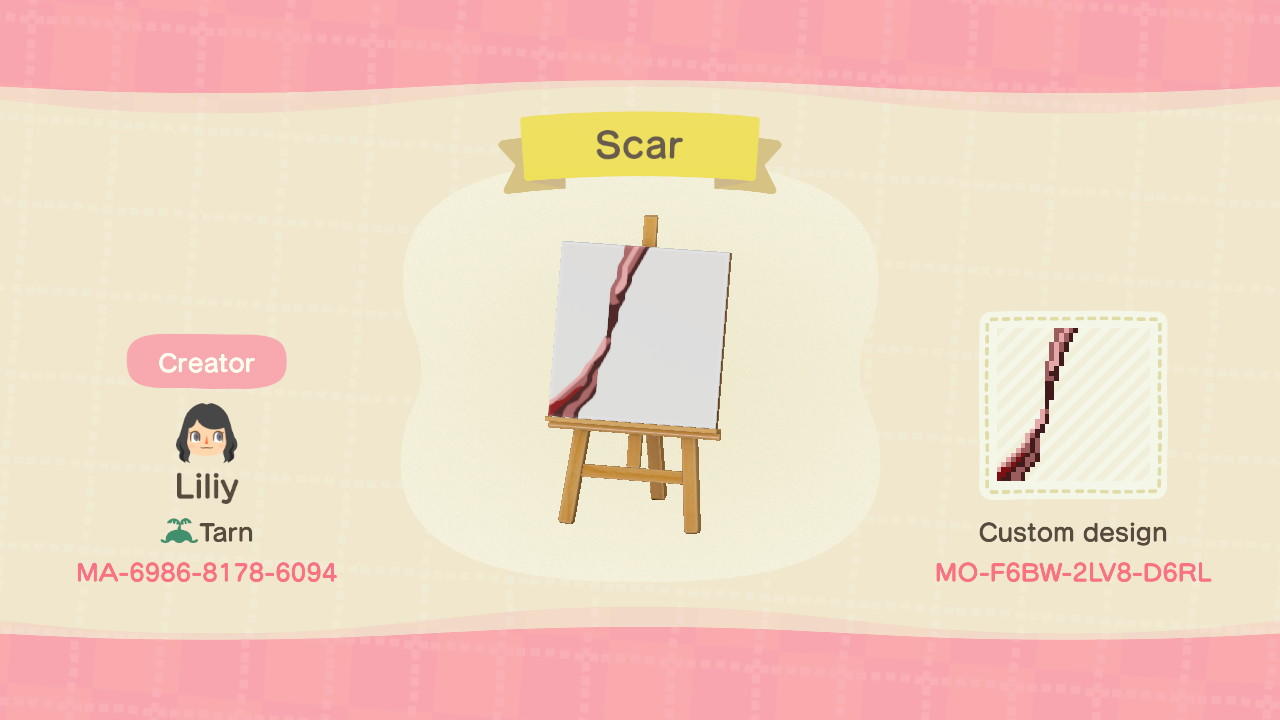 Scar
Creator
Liliy
Tarn
MA-6986-8178-6094
Custom design
MO-F6BW-2LV8-D6RL